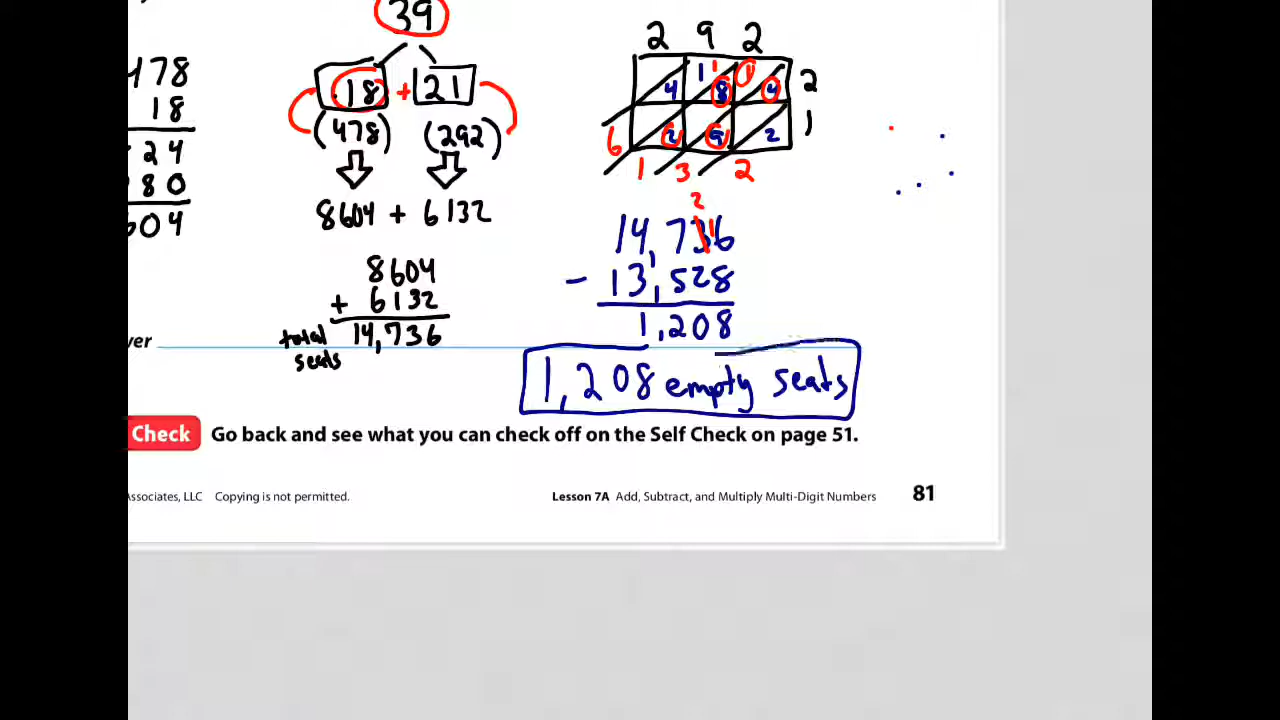 39
478
18
24
80
604
18 + 21
(478) (292)
8604 + 6132
8604
+ 6132
14,736
total
seats
2 9 2
4 1 1 8 1 4 2
2 9 2 1
6 1 3 2
2 1
14,736
- 13,528
1,208
1,208 empty seats
ver
Check Go back and see what you can check off on the Self Check on page 51.
Associates, LLC Copying is not permitted.
Lesson 7A Add, Subtract, and Multiply Multi-Digit Numbers 81